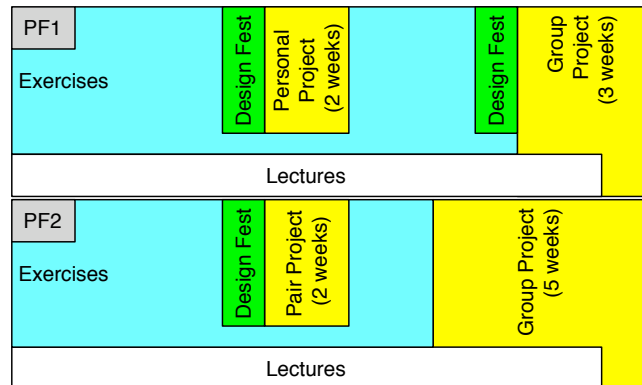 PF1
Exercises
Design Fest
Personal
Project
(2 weeks)
Design Fest
Group
Project
(3 weeks)
Lectures
PF2
Exercises
Design Fest
Pair Project
(2 weeks)
Group Project
(5 weeks)
Lectures